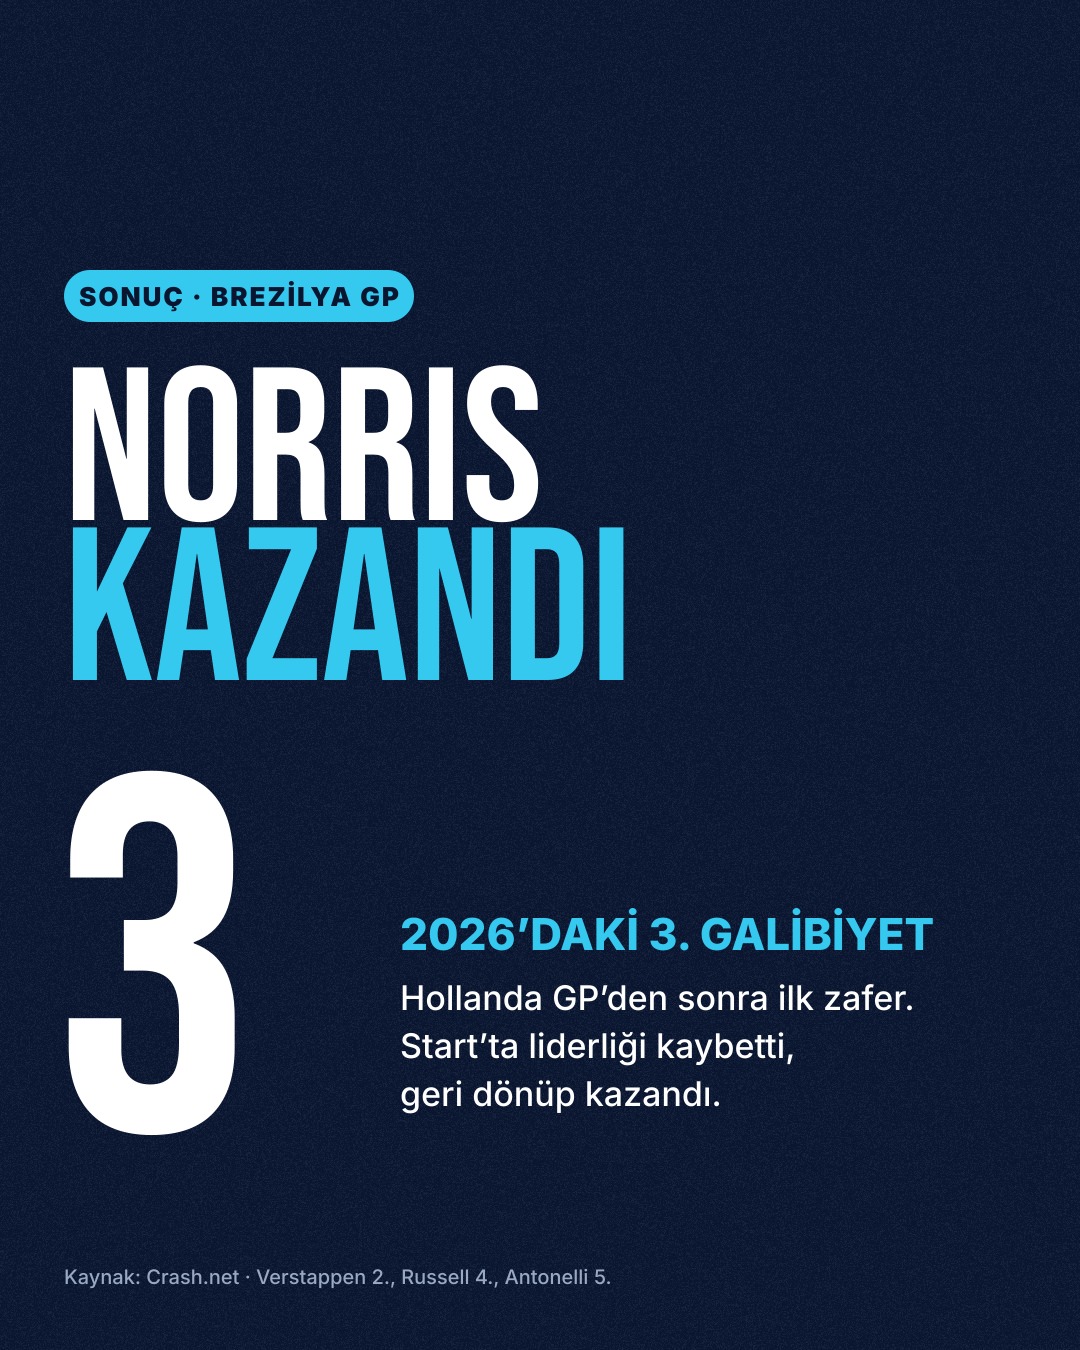 SONUÇ · BREZİLYA GP
NORRIS
KAZANDI
3
2026’DAKİ 3. GALİBİYET
Hollanda GP’den sonra ilk zafer.
Start’ta liderliği kaybetti,
geri dönüp kazandı.
Kaynak: Crash.net · Verstappen 2., Russell 4., Antonelli 5.